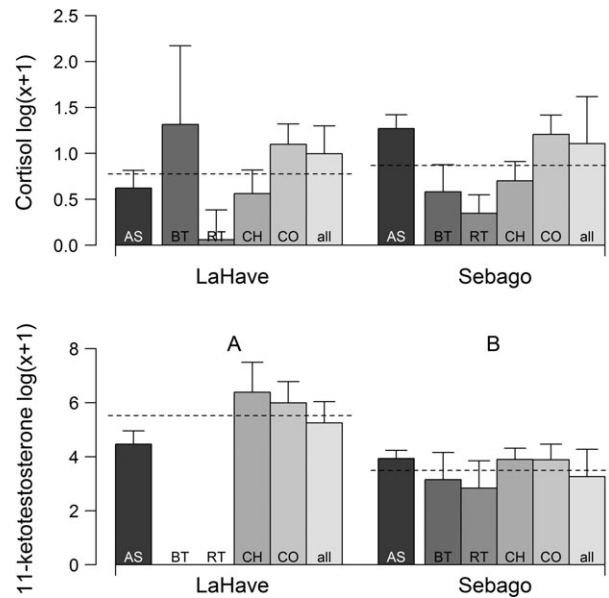 Cortisol log(x+1)
2.5
2.0
1.5
1.0
0.5
0.0
AS BT RT CH CO all AS BT RT CH CO all
LaHave Sebago
11-ketotestosterone log(x+1)
A B
8
6
4
2
0
AS BT RT CH CO all AS BT RT CH CO all
LaHave Sebago